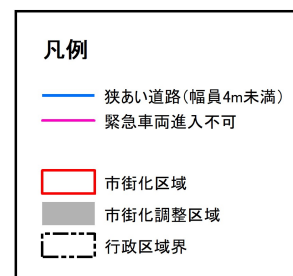 凡例
狭あい道路（幅員4m未満）
緊急車両進入不可
市街化区域
市街化調整区域
行政区域界